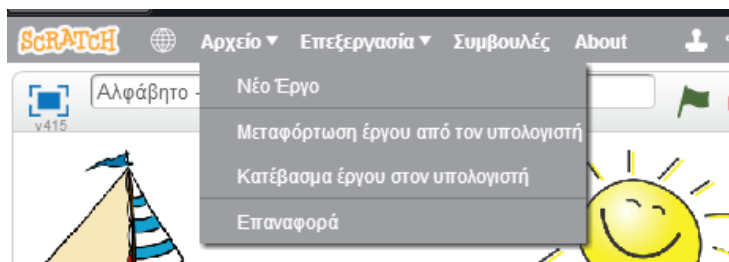 SCRATCH Αρχείο ▼ Επεξεργασία ▼ Συμβουλές About
Αλφάβητο -
v415
Νέο Έργο
Μεταφόρτωση έργου από τον υπολογιστή
Κατέβασμα έργου στον υπολογιστή
Επαναφορά